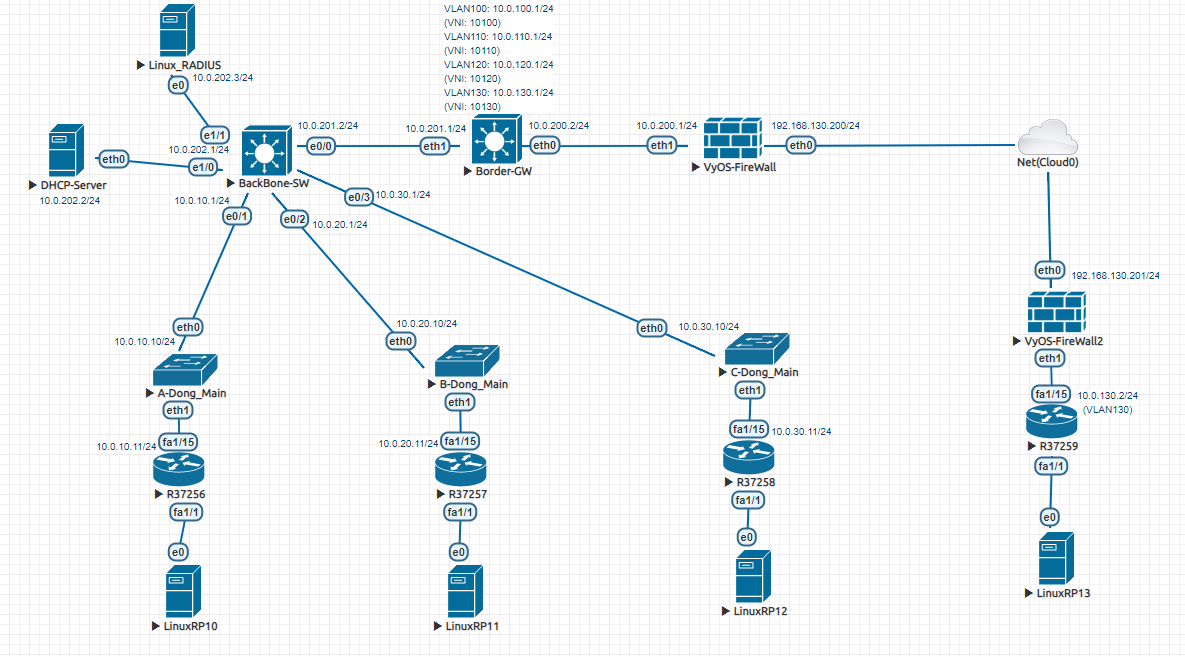 VLAN100: 10.0.100.1/24
(VNI: 10100)
VLAN110: 10.0.110.1/24
(VNI: 10110)
VLAN120: 10.0.120.1/24
(VNI: 10120)
VLAN130: 10.0.130.1/24
(VNI: 10130)
Linux_RADIUS
10.0.202.3/24
e0
e1/1
10.0.202.1/24
e1/0
eth0
DHCP-Server
10.0.202.2/24
BackBone-SW
10.0.201.2/24
e0/0
10.0.201.1/24
eth1
Border-GW
10.0.200.2/24
eth0
10.0.200.1/24
eth1
VyOS-FireWall
192.168.130.200/24
eth0
Net(Cloud0)
10.0.10.1/24
e0/1
e0/2
10.0.20.1/24
e0/3
10.0.30.1/24
eth0
10.0.10.10/24
A-Dong_Main
eth1
fa1/15
10.0.10.11/24
R37256
fa1/1
e0
LinuxRP10
10.0.20.10/24
eth0
B-Dong_Main
eth1
10.0.20.11/24
fa1/15
R37257
fa1/1
e0
LinuxRP11
eth0
10.0.30.10/24
C-Dong_Main
eth1
fa1/15
10.0.30.11/24
R37258
fa1/1
e0
LinuxRP12
eth0
192.168.130.201/24
VyOS-FireWall2
eth1
fa1/15
10.0.130.2/24
(VLAN130)
R37259
fa1/1
e0
LinuxRP13